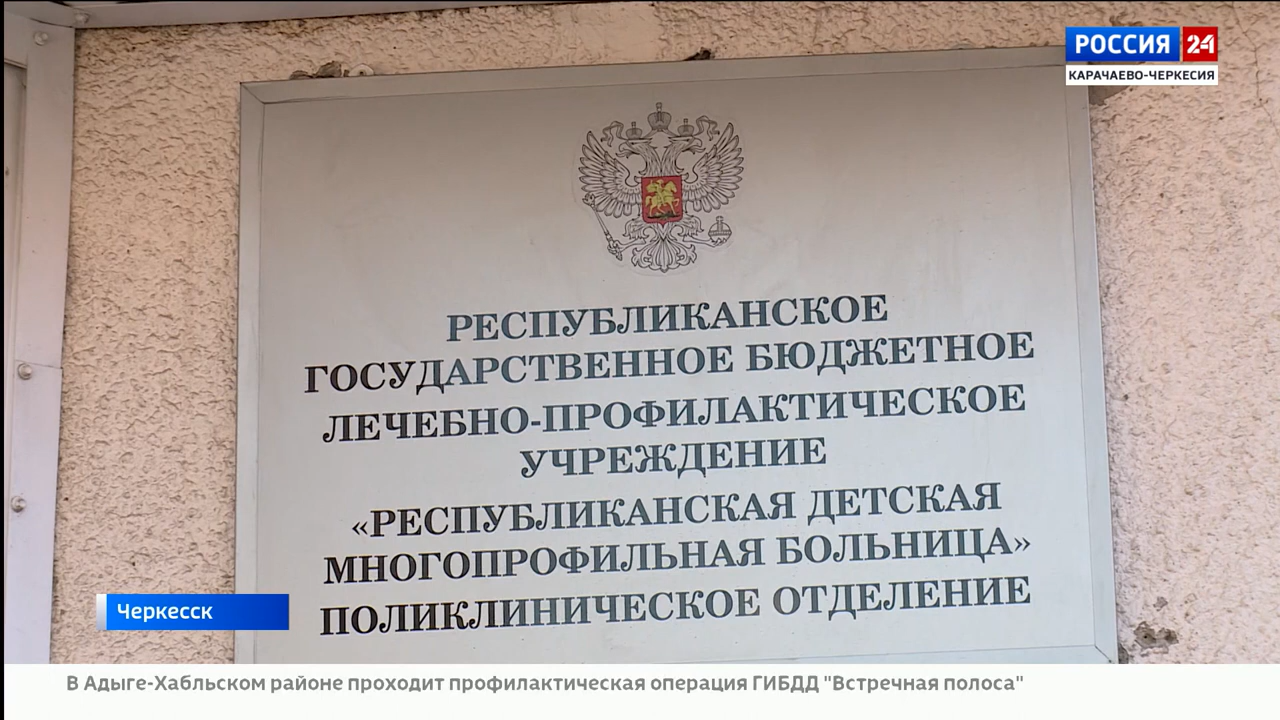 РОССИЯ 24
КАРАЧАЕВО-ЧЕРКЕСИЯ
РЕСПУБЛИКАНСКОЕ
ГОСУДАРСТВЕННОЕ БЮДЖЕТНОЕ
ЛЕЧЕБНО-ПРОФИЛАКТИЧЕСКОЕ
УЧРЕЖДЕНИЕ
«РЕСПУБЛИКАНСКАЯ ДЕТСКАЯ
МНОГОПРОФИЛЬНАЯ БОЛЬНИЦА»
ПОЛИКЛИНИЧЕСКОЕ ОТДЕЛЕНИЕ
Черкесск
В Адыге-Хабльском районе проходит профилактическая операция ГИБДД "Встречная полоса"